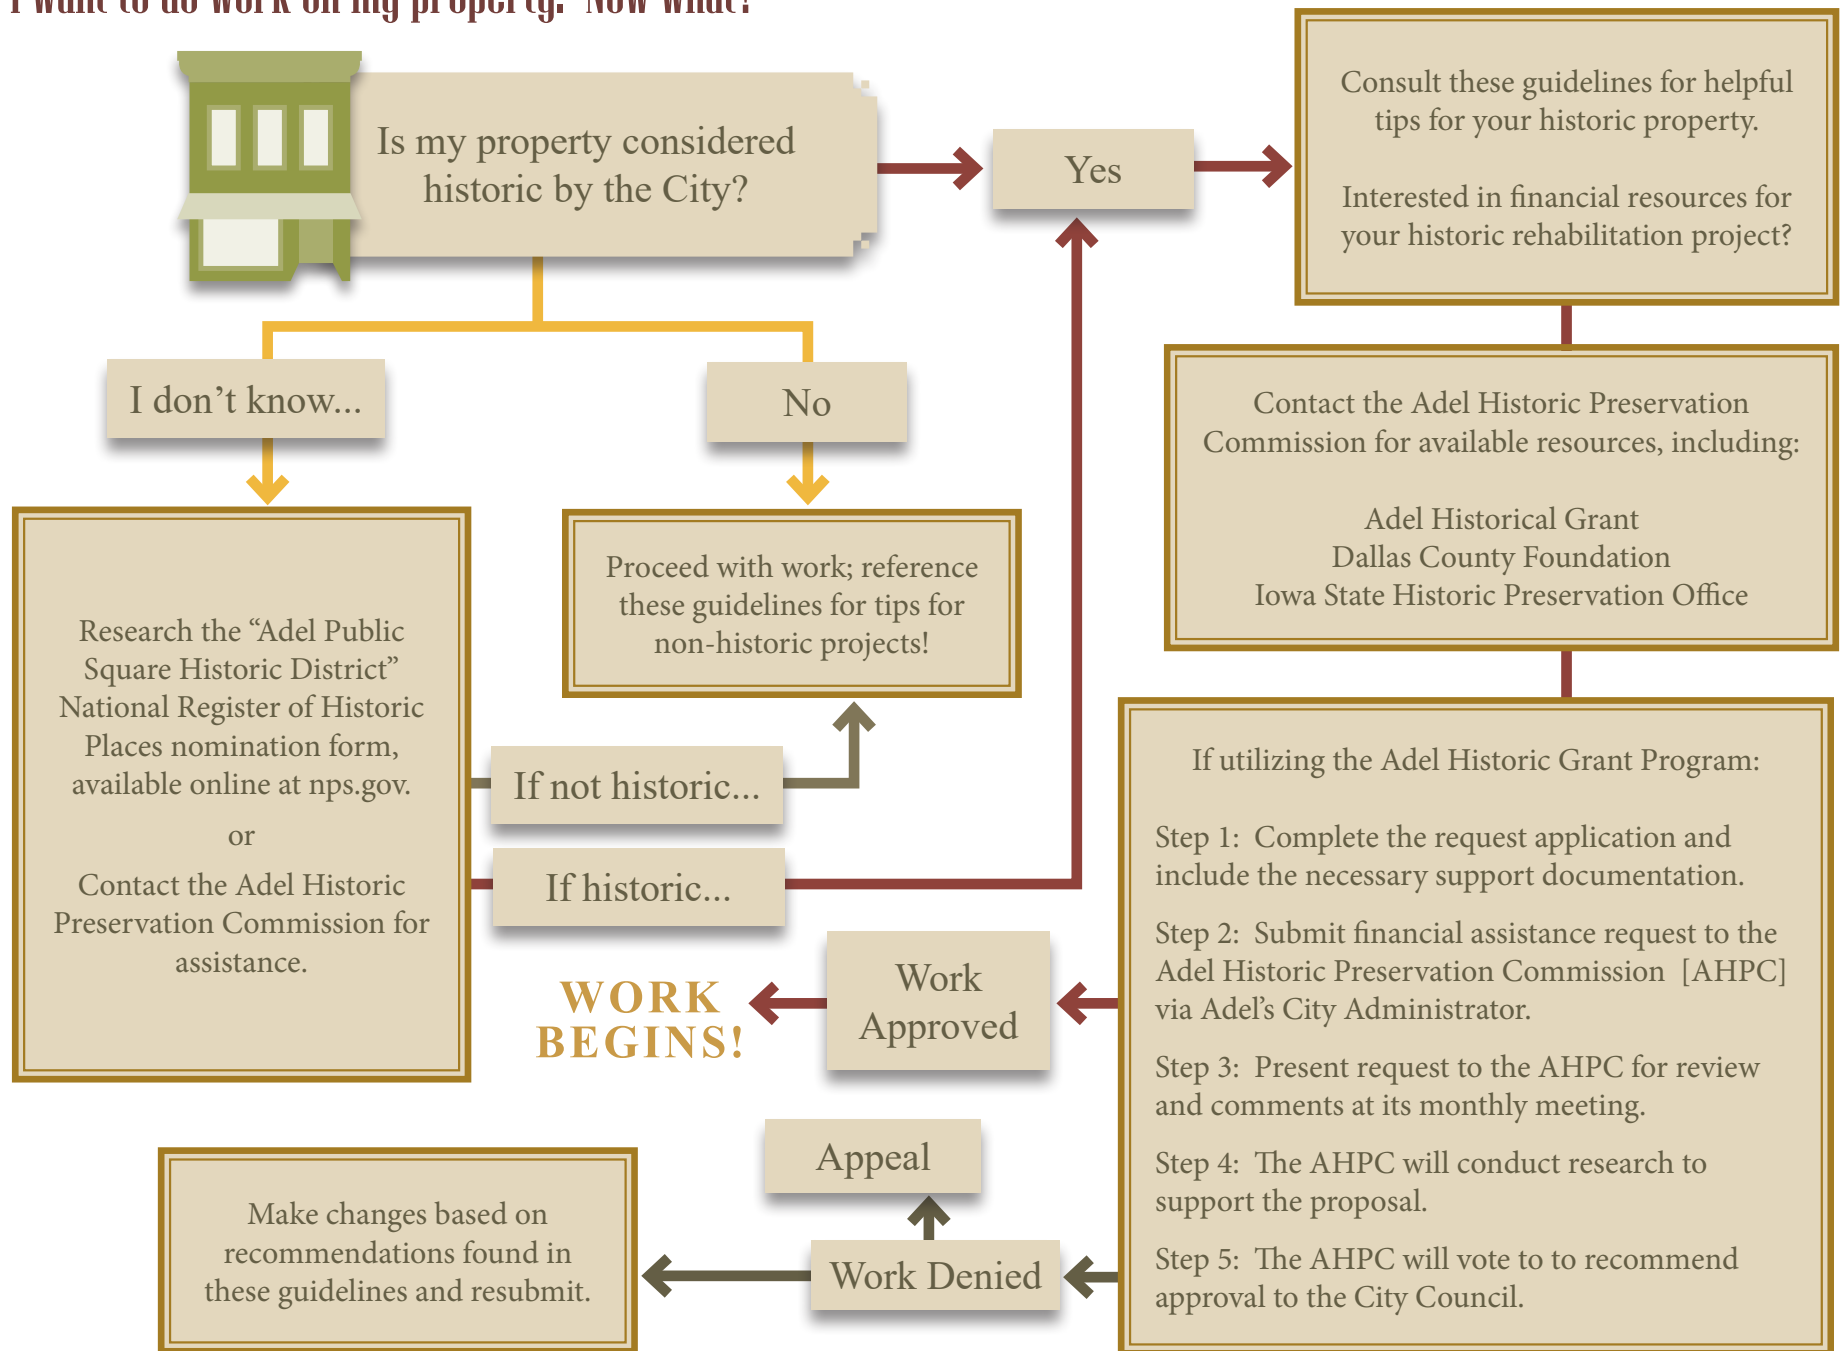 I want to do work on my property.  Now what?
Is my property considered
historic by the City?
Yes
Consult these guidelines for helpful
tips for your historic property.
Interested in financial resources for
your historic rehabilitation project?
I don't know...
No
Contact the Adel Historic Preservation
Commission for available resources, including:
Adel Historical Grant
Dallas County Foundation
Iowa State Historic Preservation Office
Research the “Adel Public
Square Historic District”
National Register of Historic
Places nomination form,
available online at nps.gov.
or
Contact the Adel Historic
Preservation Commission for
assistance.
Proceed with work; reference
these guidelines for tips for
non-historic projects!
If not historic...
If historic...
If utilizing the Adel Historic Grant Program:
Step 1:  Complete the request application and
include the necessary support documentation.
Step 2:  Submit financial assistance request to the
Adel Historic Preservation Commission  [AHPC]
via Adel's City Administrator.
Step 3:  Present request to the AHPC for review
and comments at its monthly meeting.
Step 4:  The AHPC will conduct research to
support the proposal.
Step 5:  The AHPC will vote to to recommend
approval to the City Council.
Work
Approved
WORK
BEGINS!
Appeal
Work Denied
Make changes based on
recommendations found in
these guidelines and resubmit.